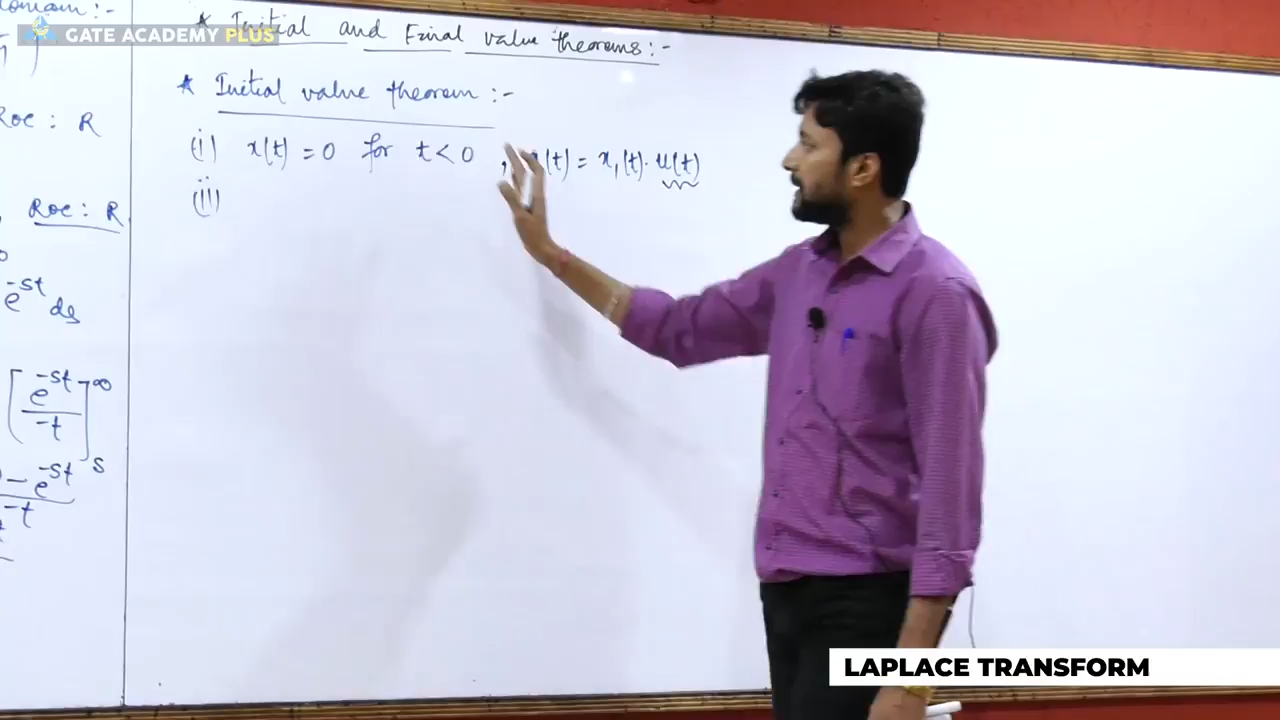 GATE ACADEMY PLUS
* Initial and Final value theorems:-
* Initial value theorem :-
(i) x(t) = 0 for t < 0 , x(t) = x₁(t)· u(t)
(ii)
Roc : R
Roc : R
e^{-st} ds
[e^{-st}/-t]_s^∞
- e^{-st}/-t
LAPLACE TRANSFORM